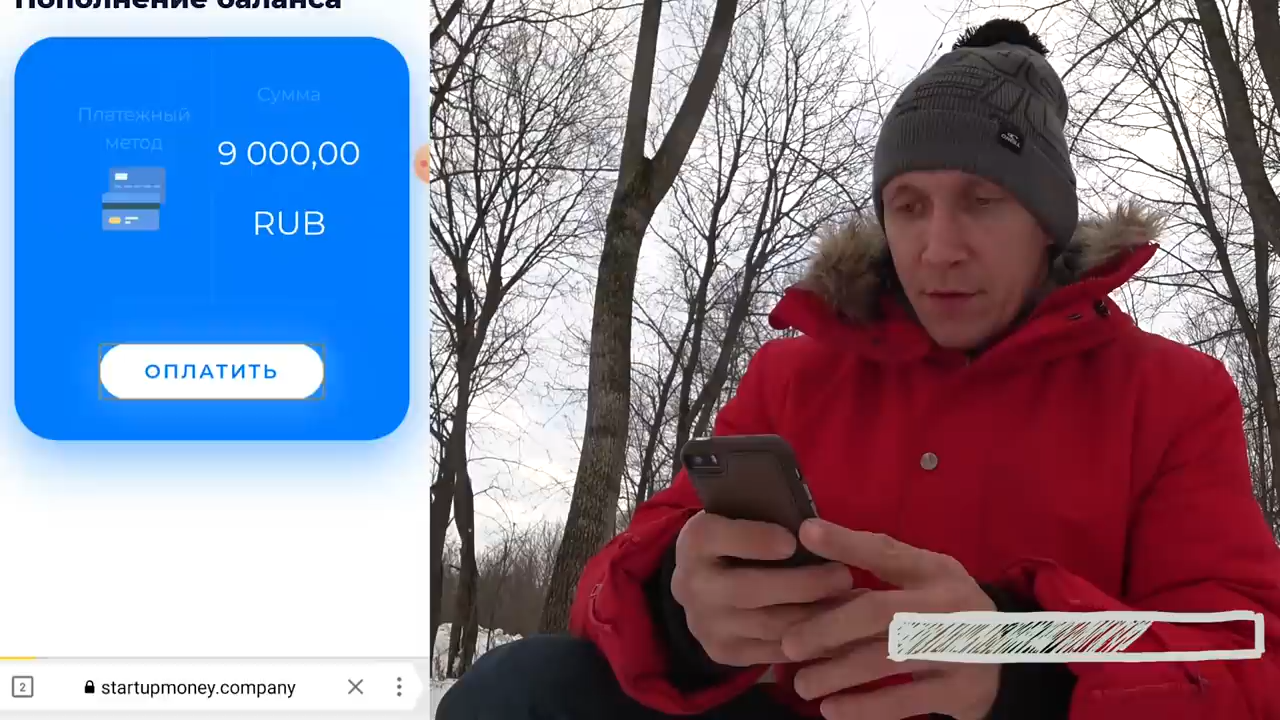 Пополнение баланса
Платежный
метод
Сумма
9 000,00
RUB
ОПЛАТИТЬ
2
startupmoney.company